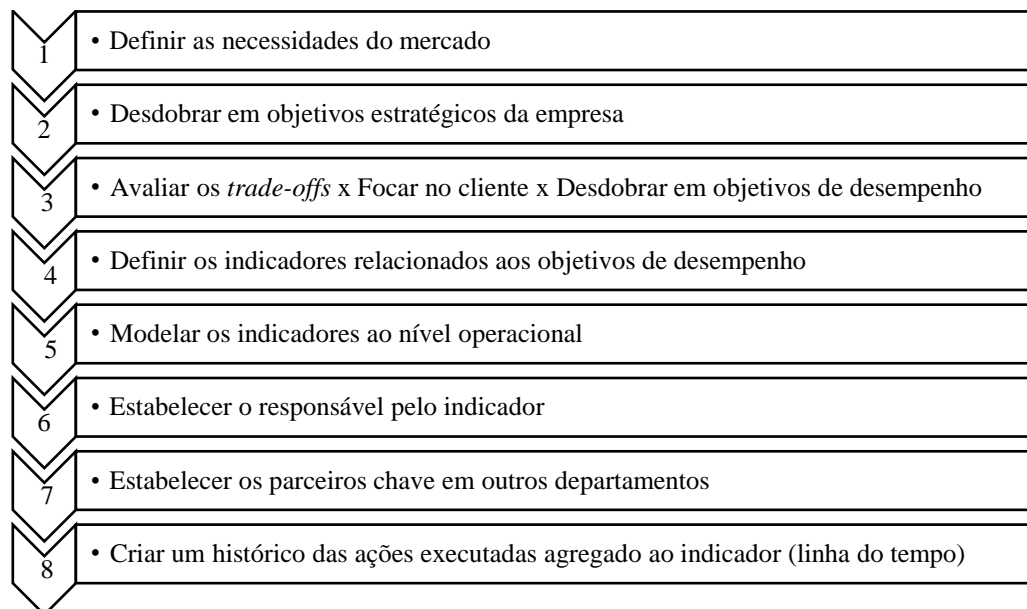 1 • Definir as necessidades do mercado
2 • Desdobrar em objetivos estratégicos da empresa
3 • Avaliar os trade-offs x Focar no cliente x Desdobrar em objetivos de desempenho
4 • Definir os indicadores relacionados aos objetivos de desempenho
5 • Modelar os indicadores ao nível operacional
6 • Estabelecer o responsável pelo indicador
7 • Estabelecer os parceiros chave em outros departamentos
8 • Criar um histórico das ações executadas agregado ao indicador (linha do tempo)